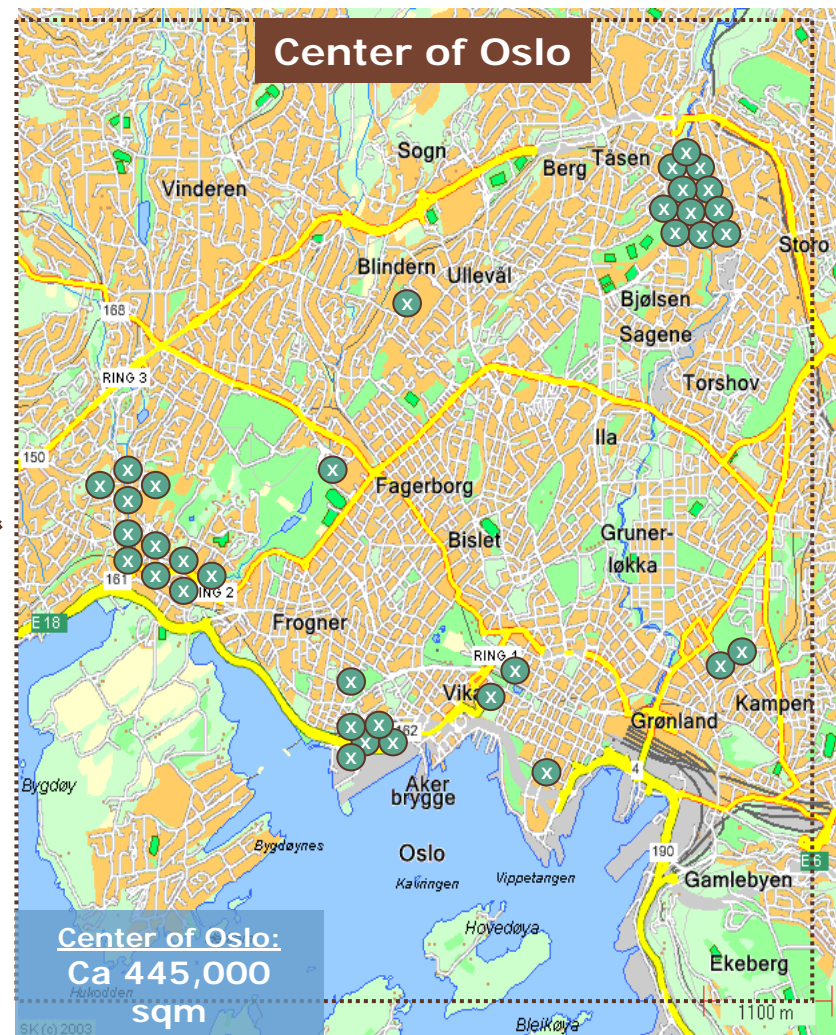 Center of Oslo
Sogn
Tåsen
Berg
Vinderen
Storo
Blindern
Ullevål
X
X
X
X
X
X
X
X
X
X
X
Bjølsen
168
Sagene
RING 3
Torshov
Ila
150
X
X
X
X
X
X
Fagerborg
Bislet
Gruner-
løkka
X
X
X
X
X
X
X
161
ING 2
E 18
Frogner
RING 1
X
X
X
X
X
Vika
Kampen
Grønland
X
X
X
X
X
162
X
4
Bygdøy
Aker
brygge
190
Bygdøynes
Oslo
E 6
Kavringen
Vippetangen
Gamlebyen
Hovedøya
Center of Oslo:
Ca 445,000
sqm
Hukodden
Ekeberg
1100 m
Bleikøya
SK (c) 2003